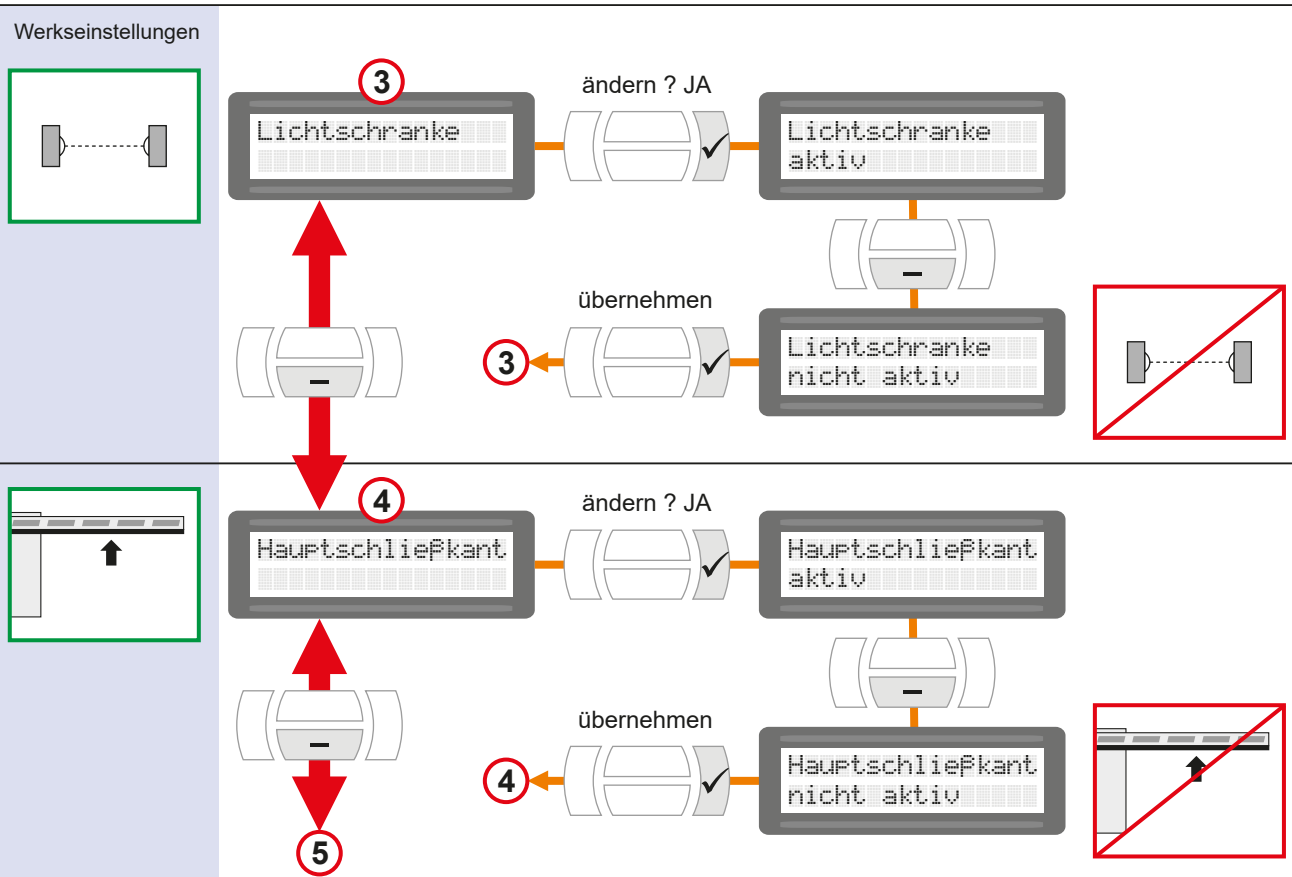 Werkseinstellungen
3
ändern ? JA
Lichtschranke
Lichtschranke
aktiv
übernehmen
3
Lichtschranke
nicht aktiv
4
ändern ? JA
Hauptschließkant
Hauptschließkant
aktiv
übernehmen
4
Hauptschließkant
nicht aktiv
5